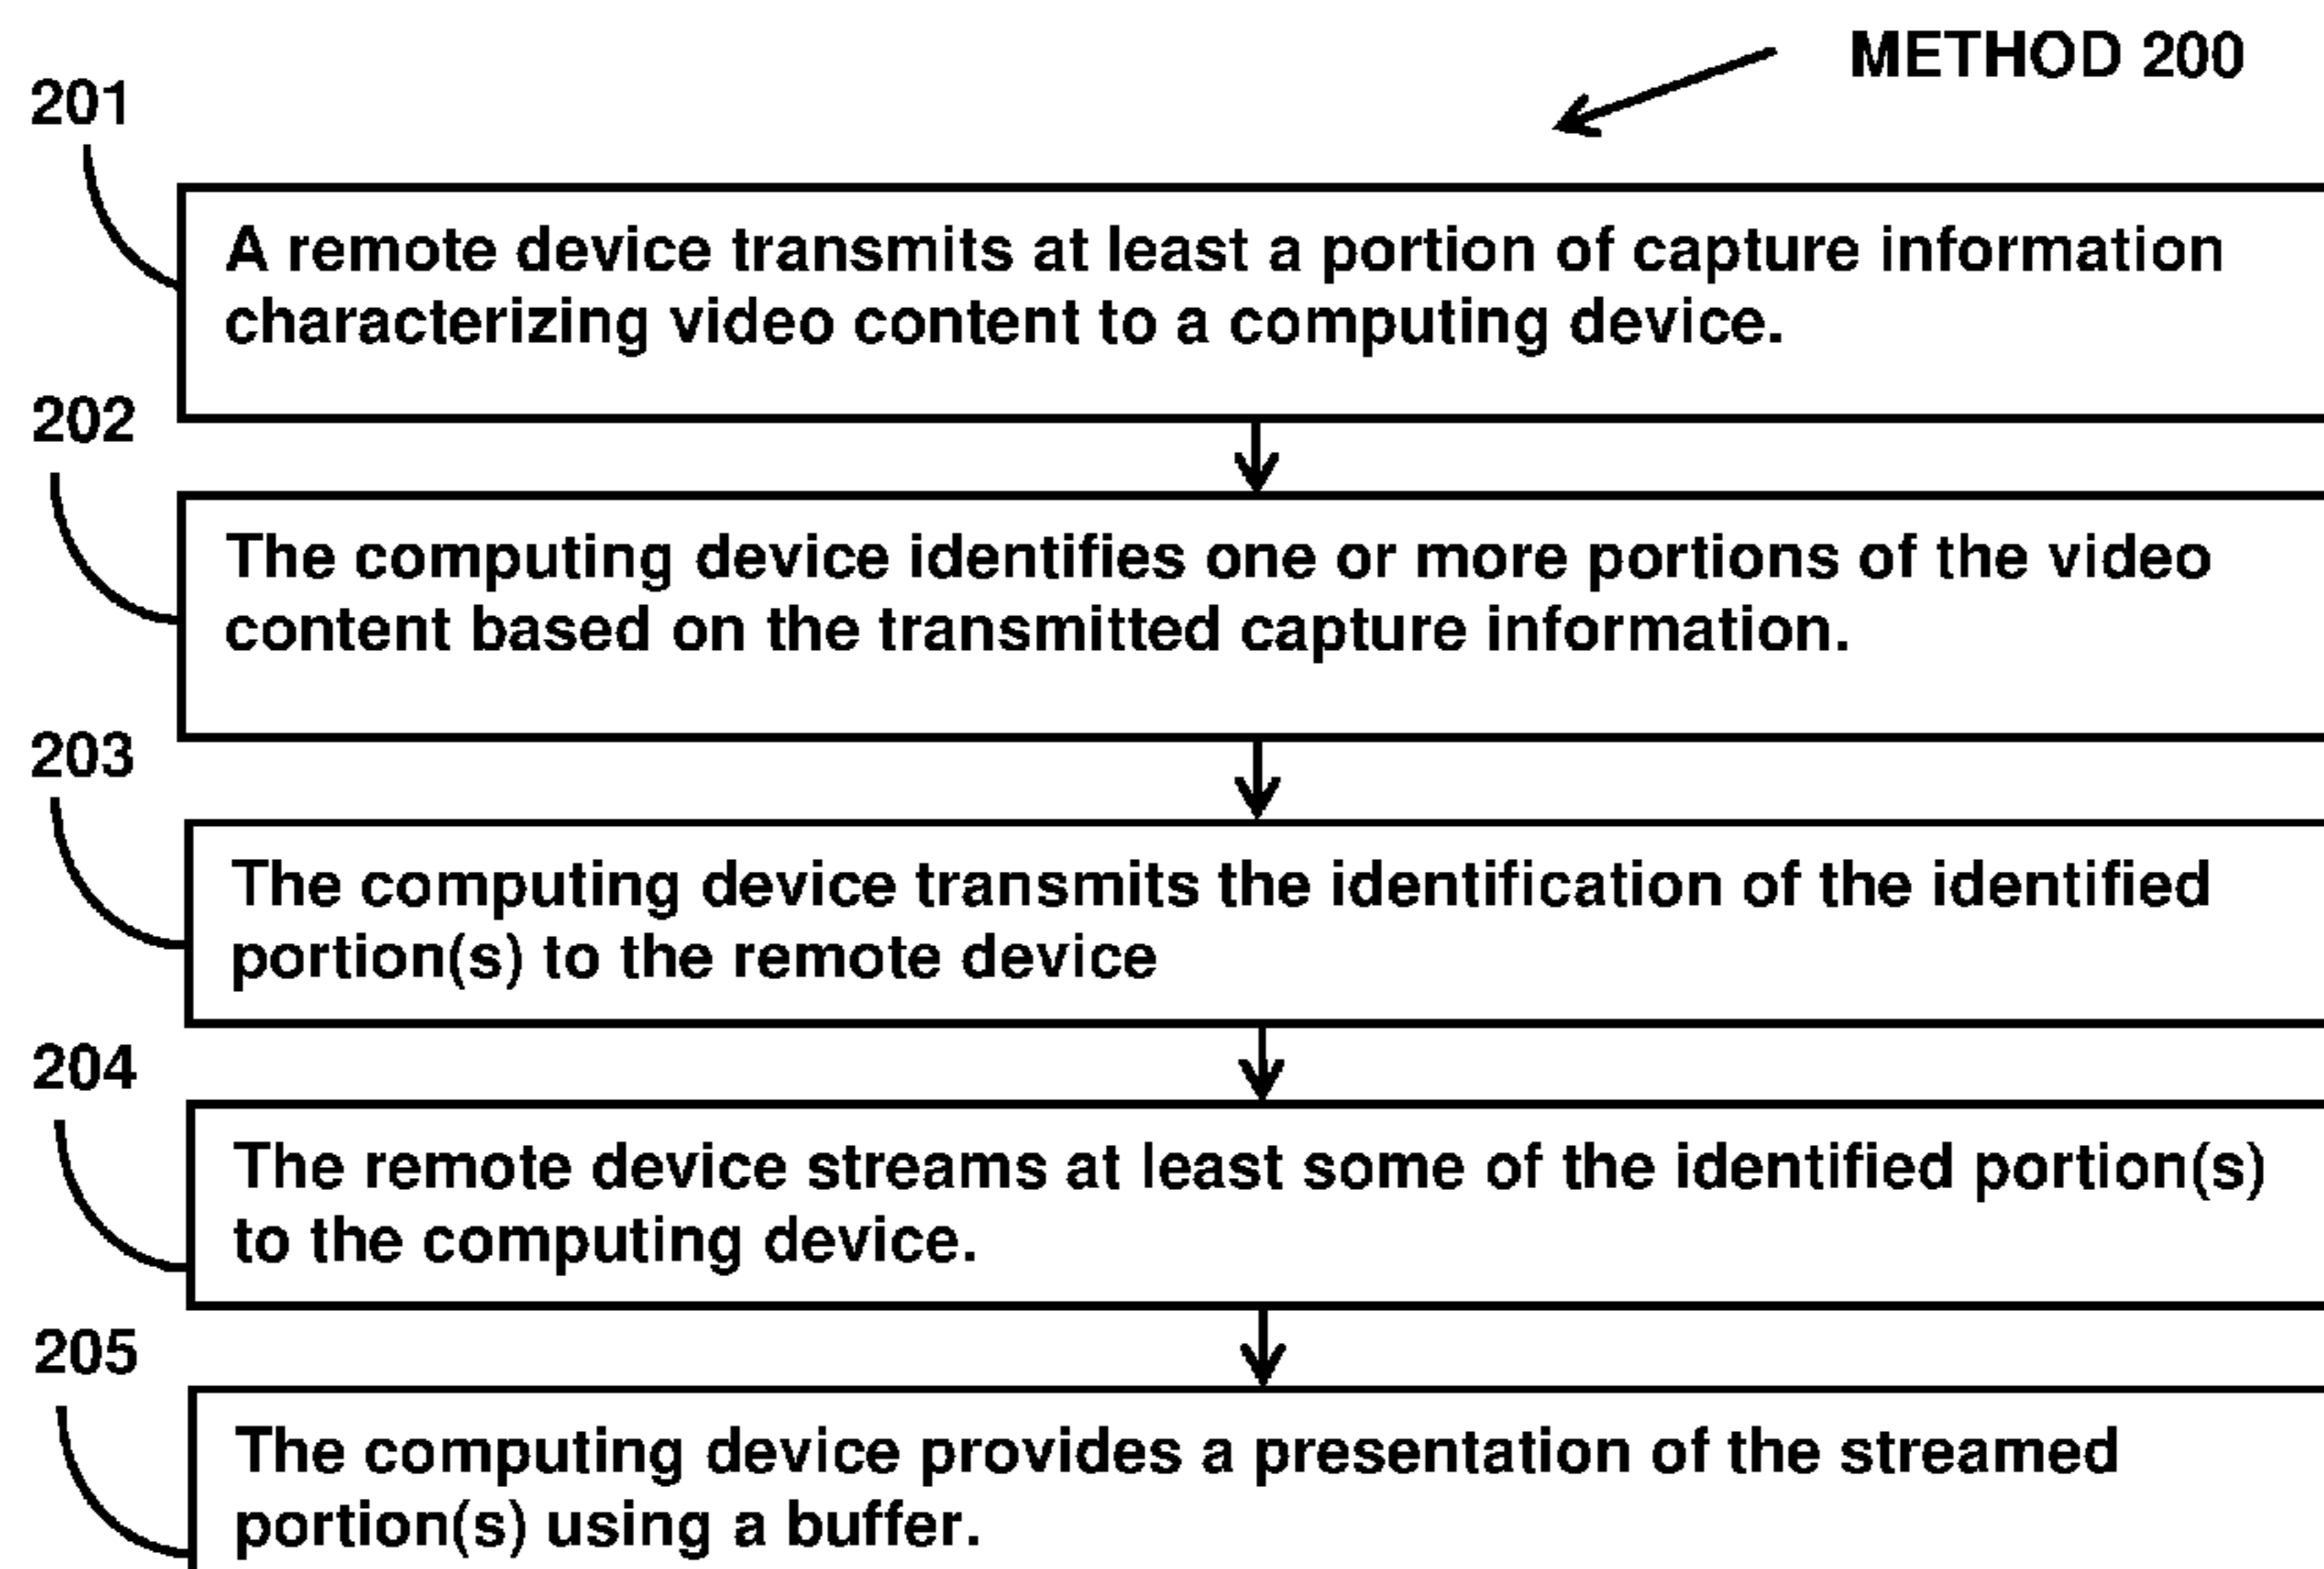 METHOD 200
201
A remote device transmits at least a portion of capture information
characterizing video content to a computing device.
202
The computing device identifies one or more portions of the video
content based on the transmitted capture information.
203
The computing device transmits the identification of the identified
portion(s) to the remote device
204
The remote device streams at least some of the identified portion(s)
to the computing device.
205
The computing device provides a presentation of the streamed
portion(s) using a buffer.